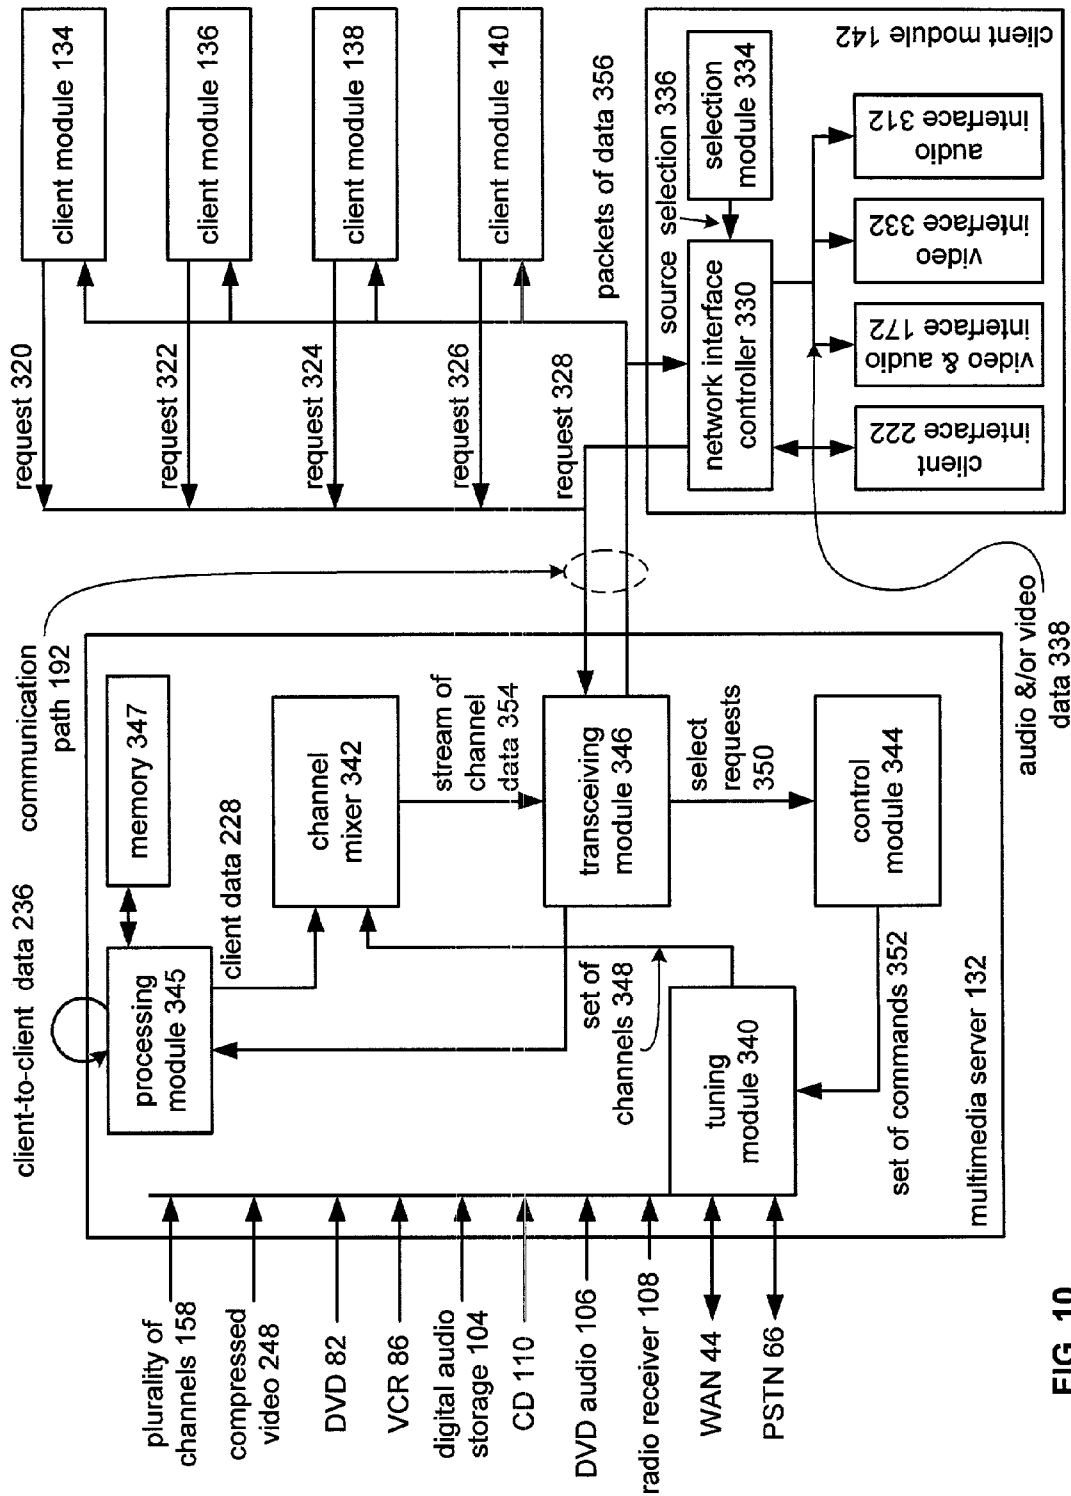 client-to-client data 236
communication
path 192
request 320
client module 134
processing
module 345
memory 347
client data 228
request 322
client module 136
plurality of
channels 158
compressed
video 248
DVD 82
VCR 86
digital audio
storage 104
CD 110
DVD audio 106
radio receiver 108
WAN 44
PSTN 66
channel
mixer 342
stream of
channel
data 354
request 324
client module 138
request 326
client module 140
set of
channels 348
transceiving
module 346
select
requests
350
request 328
packets of data 356
tuning
module 340
control
module 344
set of commands 352
multimedia server 132
source selection 336
network interface
controller 330
selection
module 334
client
interface 222
video & audio
interface 172
video
interface 332
audio
interface 312
client module 142
audio &/or video
data 338
FIG. 10